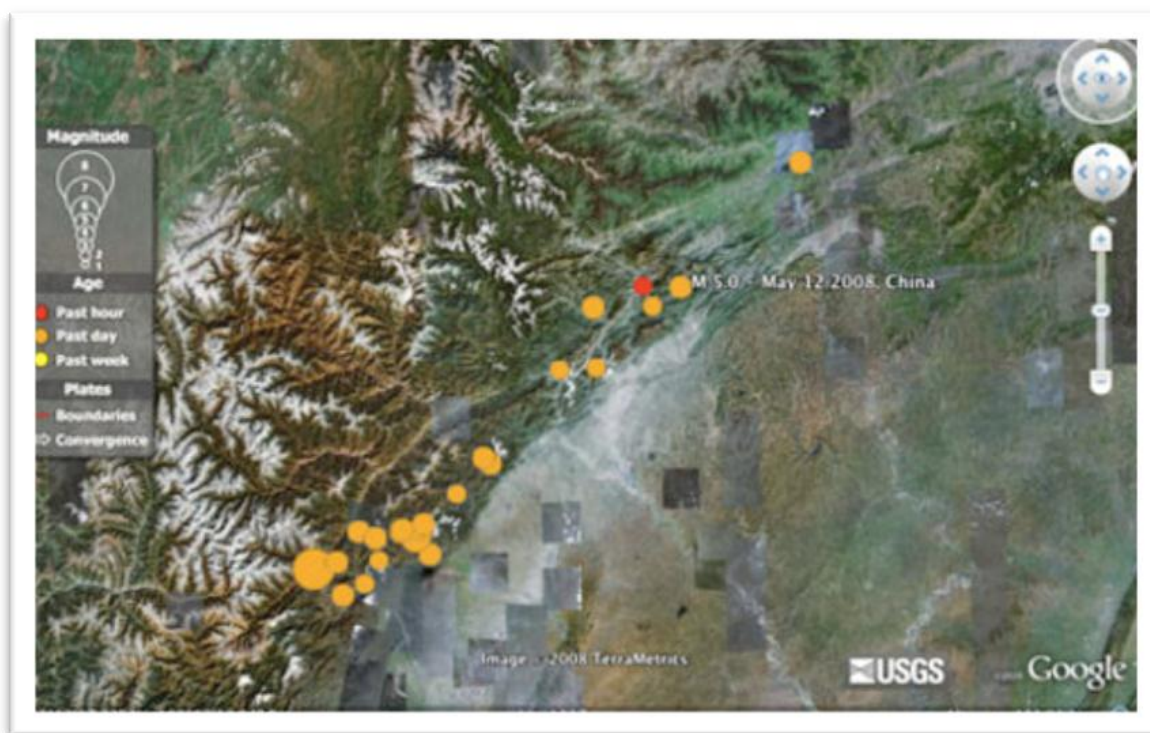 Magnitude
8
7
6
5
4
2
1
Age
Past hour
Past day
Past week
Plates
Boundaries
Convergence
M 5.0 - May 12 2008, China
Image © 2008 TerraMetrics
USGS
Google